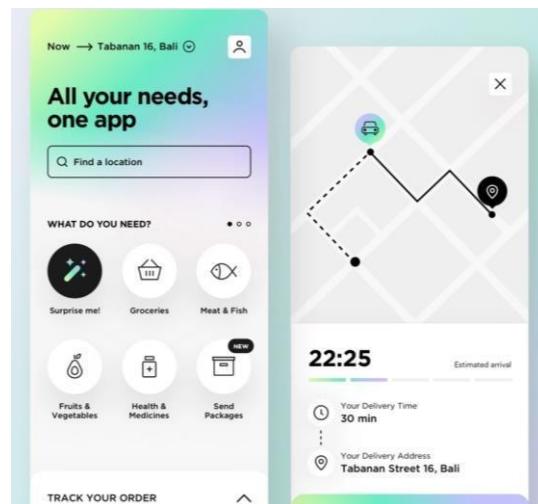 Now → Tabanan 16, Bali
All your needs,
one app
Find a location
WHAT DO YOU NEED?
Surprise me!
Groceries
Meat & Fish
NEW
Fruits &
Vegetables
Health &
Medicines
Send
Packages
TRACK YOUR ORDER
22:25
Estimated arrival
Your Delivery Time
30 min
Your Delivery Address
Tabanan Street 16, Bali